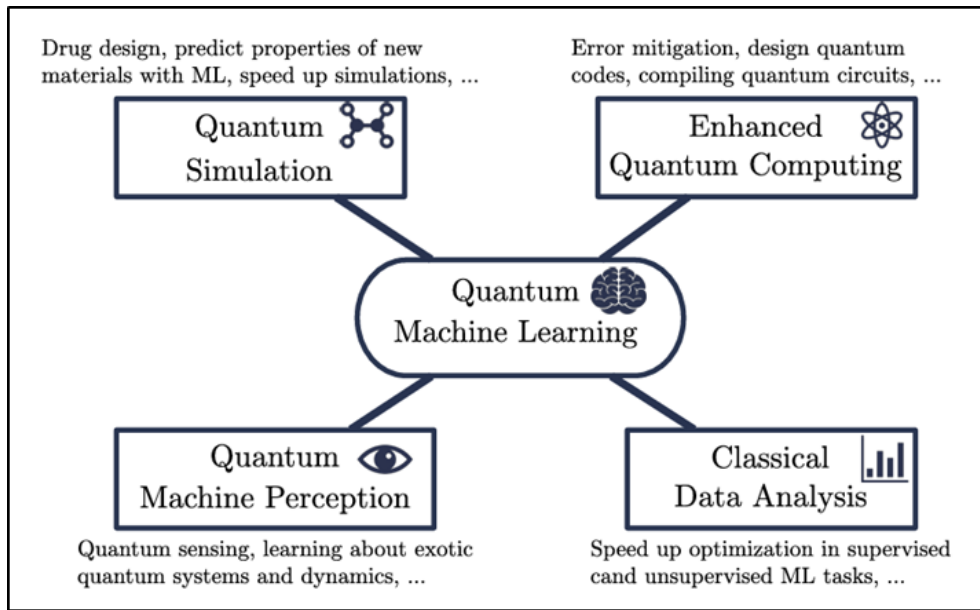 Drug design, predict properties of new
materials with ML, speed up simulations, ...
Quantum
Simulation
Error mitigation, design quantum
codes, compiling quantum circuits, ...
Enhanced
Quantum Computing
Quantum
Machine Learning
Quantum
Machine Perception
Quantum sensing, learning about exotic
quantum systems and dynamics, ...
Classical
Data Analysis
Speed up optimization in supervised
cand unsupervised ML tasks, ...